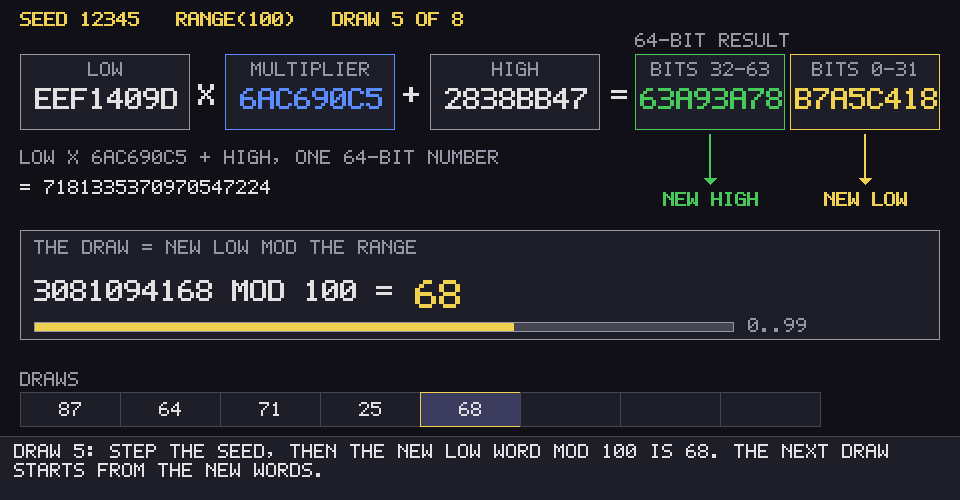 SEED 12345 RANGE(100) DRAW 5 OF 8
64-BIT RESULT
LOW MULTIPLIER HIGH BITS 32-63 BITS 0-31
EEF1409D X 6AC690C5 + 2838BB47 = 63A93A78 B7A5C418
LOW X 6AC690C5 + HIGH, ONE 64-BIT NUMBER
= 7181335370970547224
NEW HIGH NEW LOW
THE DRAW = NEW LOW MOD THE RANGE
3081094168 MOD 100 = 68
0..99
DRAWS
87 64 71 25 68
DRAW 5: STEP THE SEED, THEN THE NEW LOW WORD MOD 100 IS 68. THE NEXT DRAW
STARTS FROM THE NEW WORDS.